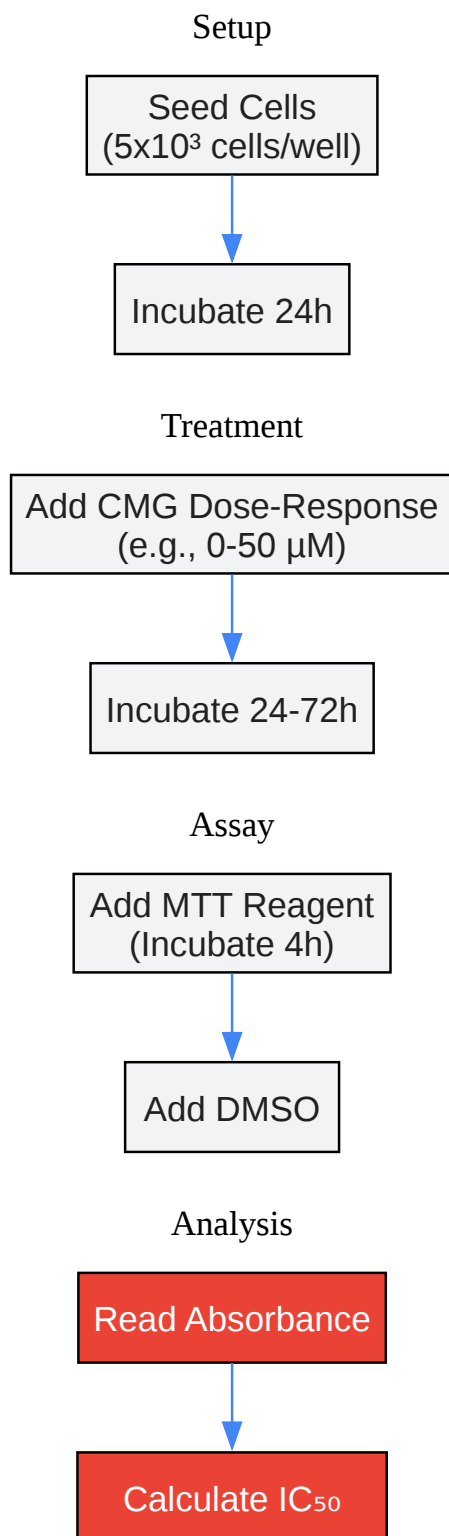 Setup
Seed Cells
(5x10³ cells/well)
Incubate 24h
Treatment
Add CMG Dose-Response
(e.g., 0-50 µM)
Incubate 24-72h
Assay
Add MTT Reagent
(Incubate 4h)
Add DMSO
Analysis
Read Absorbance
Calculate IC₅₀